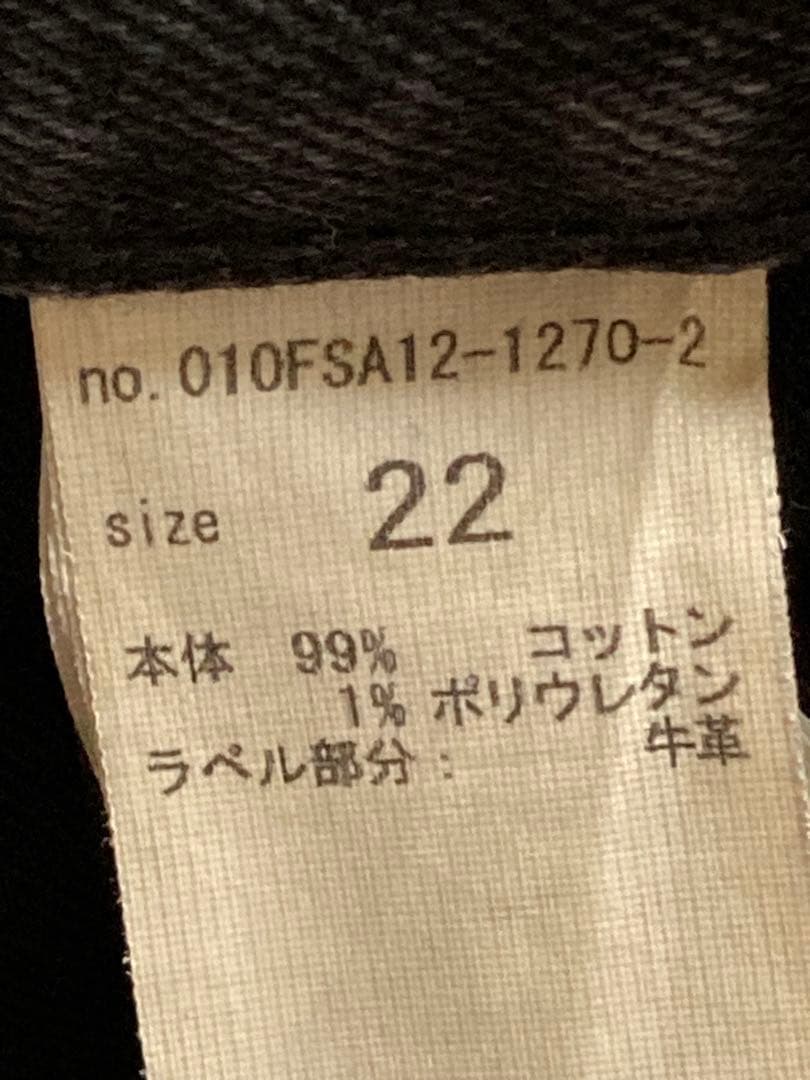 no. 010FSA12-1270-2
size 22
本体 99% コットン
1% ポリウレタン
ラペル部分: 牛革